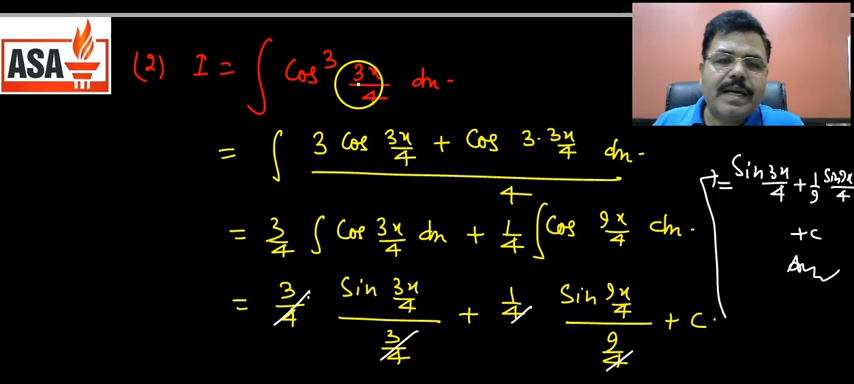 ASA
(2) I = ∫ Cos³ 3x/4 dx.
= ∫ (3 Cos 3x/4 + Cos 3·3x/4)/4 dx.
= 3/4 ∫ Cos 3x/4 dx + 1/4 ∫ Cos 9x/4 dx.
= 3/4 (Sin 3x/4)/(3/4) + 1/4 (Sin 9x/4)/(9/4) + C.
= Sin 3x/4 + 1/9 Sin 9x/4
+ C
Ans